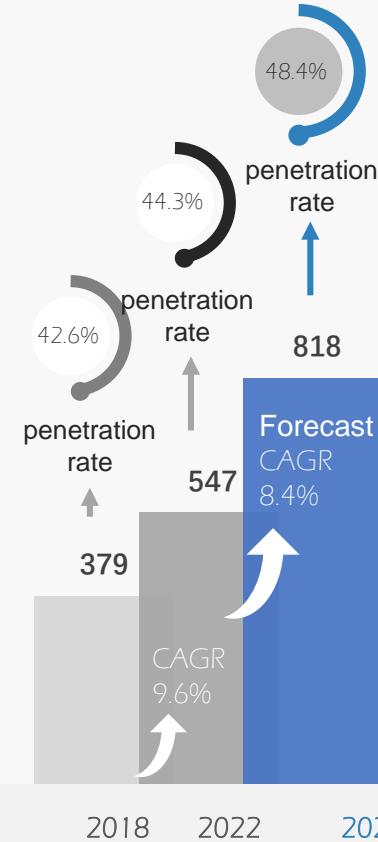 48.4%
penetration
rate
44.3%
penetration
rate
818
42.6%
Forecast
CAGR
8.4%
penetration
rate
547
379
CAGR
9.6%
2018
2022